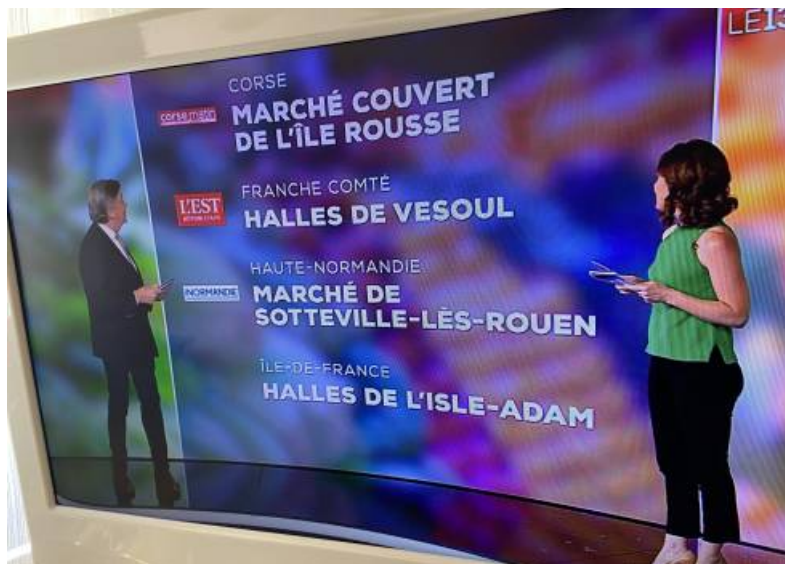 LE13
CORSE
corse matin
MARCHÉ COUVERT
DE L'ÎLE ROUSSE
FRANCHE COMTÉ
L'EST
HALLES DE VESOUL
HAUTE-NORMANDIE
NORMANDIE
MARCHÉ DE
SOTTEVILLE-LÈS-ROUEN
ÎLE-DE-FRANCE
HALLES DE L'ISLE-ADAM